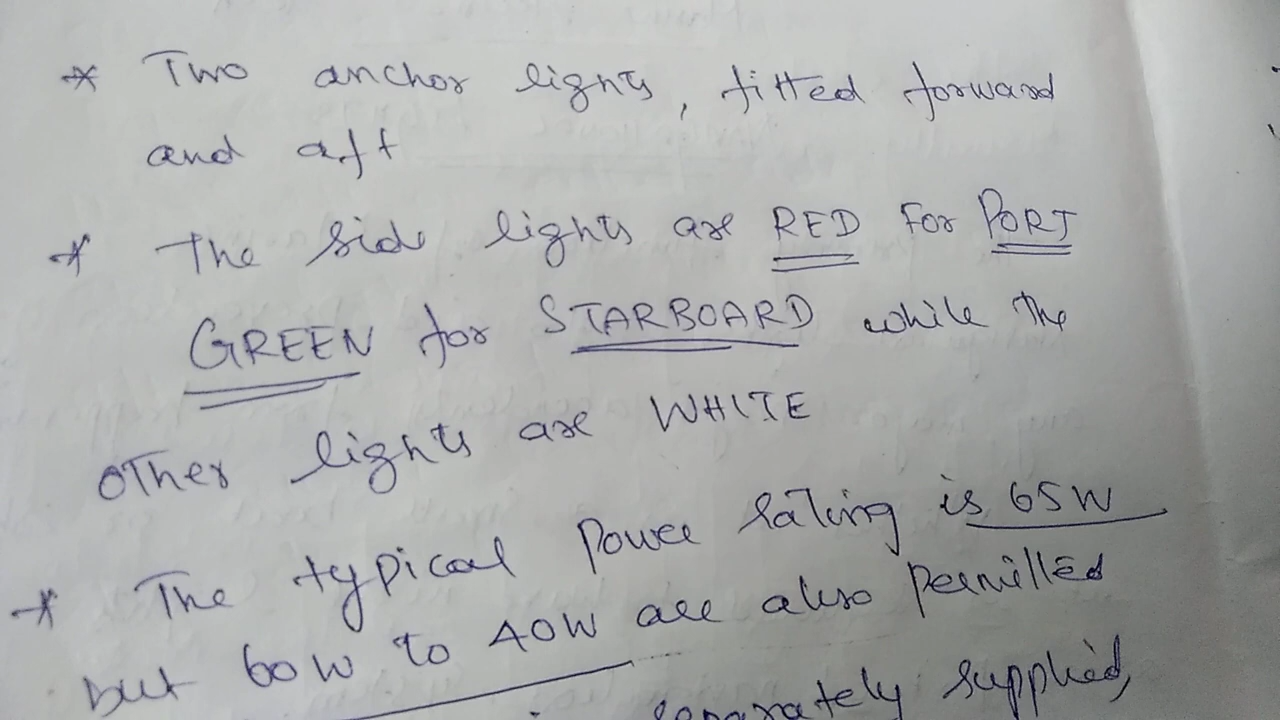 * Two anchor lights, fitted forward
and aft
* The side lights are RED For PORT
GREEN for STARBOARD while the
other lights are WHITE
* The typical Power rating is 65W
but 60W to 40W are also Permitted
separately supplied,